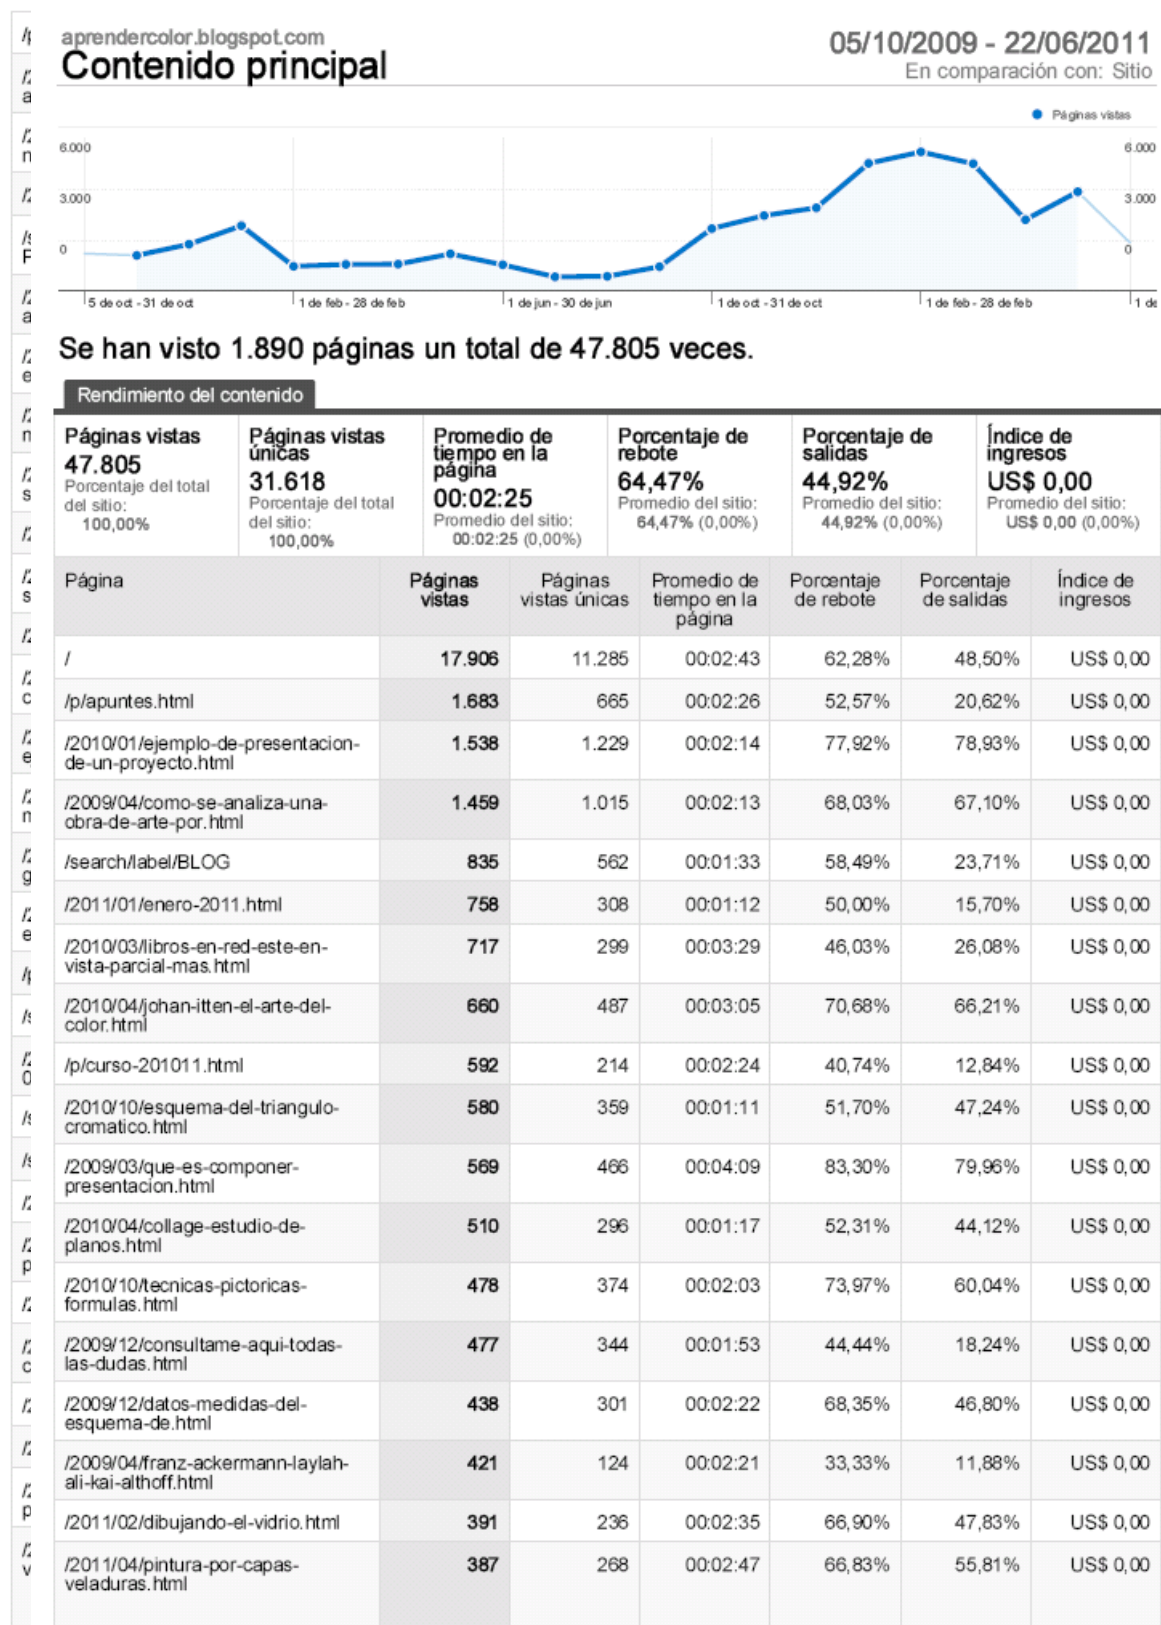 aprendercolor.blogspot.com
Contenido principal
05/10/2009 - 22/06/2011
En comparación con: Sitio
Páginas vistas
6.000 6.000
3.000 3.000
0 0
5 de oct - 31 de oct 1 de feb - 28 de feb 1 de jun - 30 de jun 1 de oct - 31 de oct 1 de feb - 28 de feb 1 de
Se han visto 1.890 páginas un total de 47.805 veces.
Rendimiento del contenido
Páginas vistas
47.805
Porcentaje del total
del sitio:
100,00%
Páginas vistas
únicas
31.618
Porcentaje del total
del sitio:
100,00%
Promedio de
tiempo en la
página
00:02:25
Promedio del sitio:
00:02:25 (0,00%)
Porcentaje de
rebote
64,47%
Promedio del sitio:
64,47% (0,00%)
Porcentaje de
salidas
44,92%
Promedio del sitio:
44,92% (0,00%)
Índice de
ingresos
US$ 0,00
Promedio del sitio:
US$ 0,00 (0,00%)
Página
Páginas
vistas
Páginas
vistas únicas
Promedio de
tiempo en la
página
Porcentaje
de rebote
Porcentaje
de salidas
Índice de
ingresos
/ 17.906 11.285 00:02:43 62,28% 48,50% US$ 0,00
/p/apuntes.html 1.683 665 00:02:26 52,57% 20,62% US$ 0,00
/2010/01/ejemplo-de-presentacion- 1.538 1.229 00:02:14 77,92% 78,93% US$ 0,00
de-un-proyecto.html
/2009/04/como-se-analiza-una- 1.459 1.015 00:02:13 68,03% 67,10% US$ 0,00
obra-de-arte-por.html
/search/label/BLOG 835 562 00:01:33 58,49% 23,71% US$ 0,00
/2011/01/enero-2011.html 758 308 00:01:12 50,00% 15,70% US$ 0,00
/2010/03/libros-en-red-este-en- 717 299 00:03:29 46,03% 26,08% US$ 0,00
vista-parcial-mas.html
/2010/04/johan-itten-el-arte-del- 660 487 00:03:05 70,68% 66,21% US$ 0,00
color.html
/p/curso-201011.html 592 214 00:02:24 40,74% 12,84% US$ 0,00
/2010/10/esquema-del-triangulo- 580 359 00:01:11 51,70% 47,24% US$ 0,00
cromatico.html
/2009/03/que-es-componer- 569 466 00:04:09 83,30% 79,96% US$ 0,00
presentacion.html
/2010/04/collage-estudio-de- 510 296 00:01:17 52,31% 44,12% US$ 0,00
planos.html
/2010/10/tecnicas-pictoricas- 478 374 00:02:03 73,97% 60,04% US$ 0,00
formulas.html
/2009/12/consultame-aqui-todas- 477 344 00:01:53 44,44% 18,24% US$ 0,00
las-dudas.html
/2009/12/datos-medidas-del- 438 301 00:02:22 68,35% 46,80% US$ 0,00
esquema-de.html
/2009/04/franz-ackermann-laylah- 421 124 00:02:21 33,33% 11,88% US$ 0,00
ali-kai-althoff.html
/2011/02/dibujando-el-vidrio.html 391 236 00:02:35 66,90% 47,83% US$ 0,00
/2011/04/pintura-por-capas- 387 268 00:02:47 66,83% 55,81% US$ 0,00
veladuras.html